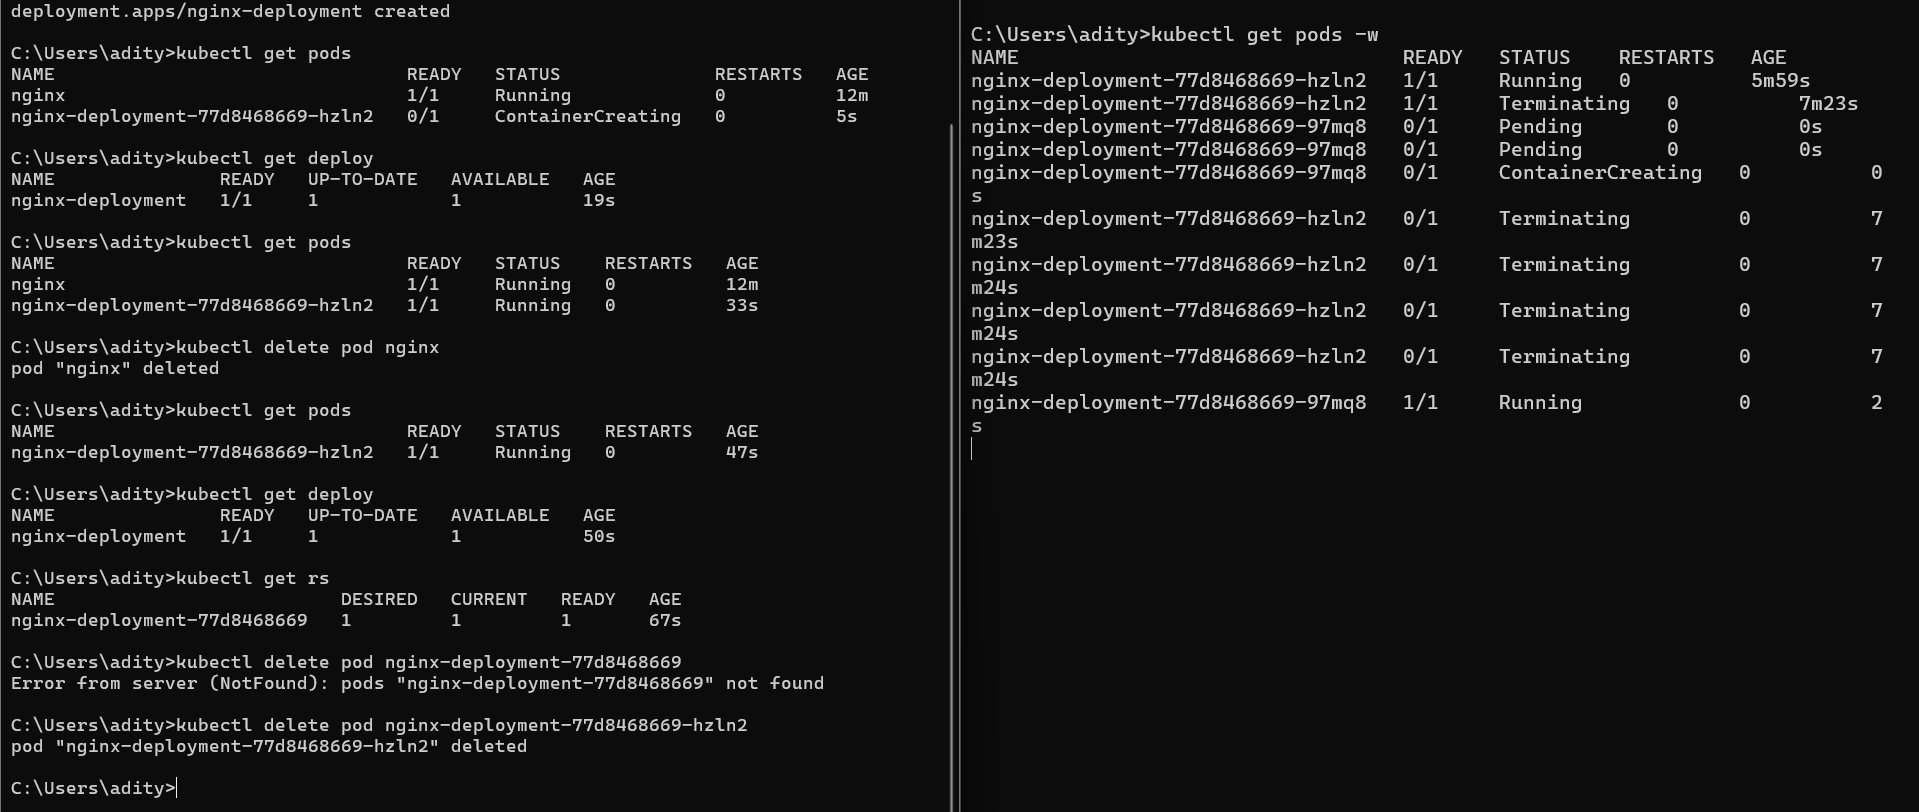 deployment.apps/nginx-deployment created
C:\Users\adity>kubectl get pods
NAME                                READY   STATUS              RESTARTS   AGE
nginx                               1/1     Running             0          12m
nginx-deployment-77d8468669-hzln2   0/1     ContainerCreating   0          5s
C:\Users\adity>kubectl get deploy
NAME               READY   UP-TO-DATE   AVAILABLE   AGE
nginx-deployment   1/1     1            1           19s
C:\Users\adity>kubectl get pods
NAME                                READY   STATUS    RESTARTS   AGE
nginx                               1/1     Running   0          12m
nginx-deployment-77d8468669-hzln2   1/1     Running   0          33s
C:\Users\adity>kubectl delete pod nginx
pod "nginx" deleted
C:\Users\adity>kubectl get pods
NAME                                READY   STATUS    RESTARTS   AGE
nginx-deployment-77d8468669-hzln2   1/1     Running   0          47s
C:\Users\adity>kubectl get deploy
NAME               READY   UP-TO-DATE   AVAILABLE   AGE
nginx-deployment   1/1     1            1           50s
C:\Users\adity>kubectl get rs
NAME                          DESIRED   CURRENT   READY   AGE
nginx-deployment-77d8468669   1         1         1       67s
C:\Users\adity>kubectl delete pod nginx-deployment-77d8468669
Error from server (NotFound): pods "nginx-deployment-77d8468669" not found
C:\Users\adity>kubectl delete pod nginx-deployment-77d8468669-hzln2
pod "nginx-deployment-77d8468669-hzln2" deleted
C:\Users\adity>
C:\Users\adity>kubectl get pods -w
NAME                                READY   STATUS    RESTARTS   AGE
nginx-deployment-77d8468669-hzln2   1/1     Running   0          5m59s
nginx-deployment-77d8468669-hzln2   1/1     Terminating   0          7m23s
nginx-deployment-77d8468669-97mq8   0/1     Pending       0          0s
nginx-deployment-77d8468669-97mq8   0/1     Pending       0          0s
nginx-deployment-77d8468669-97mq8   0/1     ContainerCreating   0          0
s
nginx-deployment-77d8468669-hzln2   0/1     Terminating         0          7
m23s
nginx-deployment-77d8468669-hzln2   0/1     Terminating         0          7
m24s
nginx-deployment-77d8468669-hzln2   0/1     Terminating         0          7
m24s
nginx-deployment-77d8468669-hzln2   0/1     Terminating         0          7
m24s
nginx-deployment-77d8468669-97mq8   1/1     Running             0          2
s